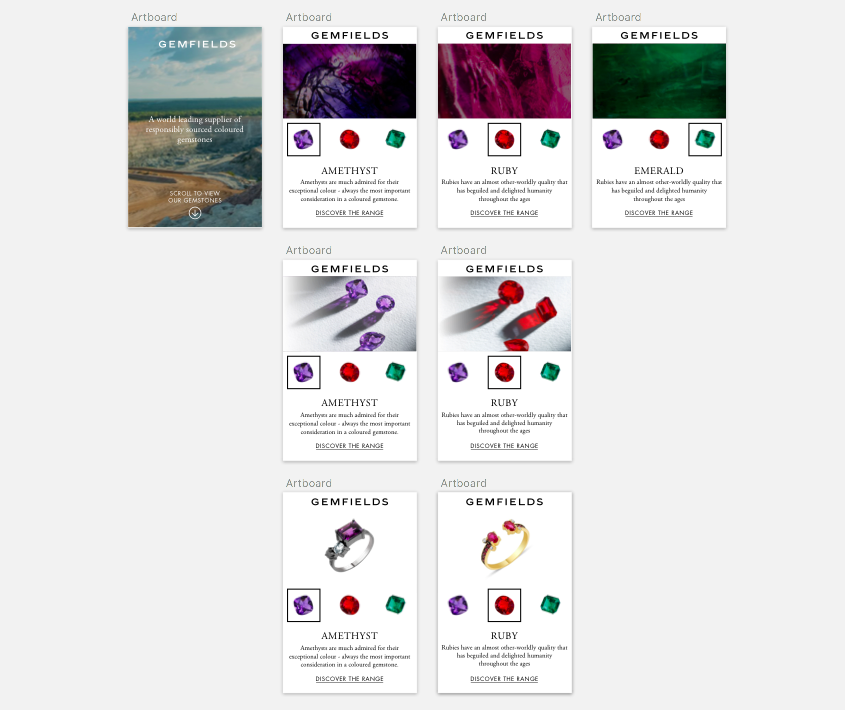 Artboard
GEMFIELDS
A world leading supplier of
responsibly sourced coloured
gemstones
SCROLL TO VIEW
OUR GEMSTONES
Artboard
GEMFIELDS
AMETHYST
Amethysts are much admired for their
exceptional colour - always the most important
consideration in a coloured gemstone.
DISCOVER THE RANGE
Artboard
GEMFIELDS
RUBY
Rubies have an almost other-worldly quality that
has beguiled and delighted humanity
throughout the ages
DISCOVER THE RANGE
Artboard
GEMFIELDS
EMERALD
Rubies have an almost other-worldly quality that
has beguiled and delighted humanity
throughout the ages
DISCOVER THE RANGE
Artboard
GEMFIELDS
AMETHYST
Amethysts are much admired for their
exceptional colour - always the most important
consideration in a coloured gemstone.
DISCOVER THE RANGE
Artboard
GEMFIELDS
RUBY
Rubies have an almost other-worldly quality that
has beguiled and delighted humanity
throughout the ages
DISCOVER THE RANGE
Artboard
GEMFIELDS
AMETHYST
Amethysts are much admired for their
exceptional colour - always the most important
consideration in a coloured gemstone.
DISCOVER THE RANGE
Artboard
GEMFIELDS
RUBY
Rubies have an almost other-worldly quality that
has beguiled and delighted humanity
throughout the ages
DISCOVER THE RANGE